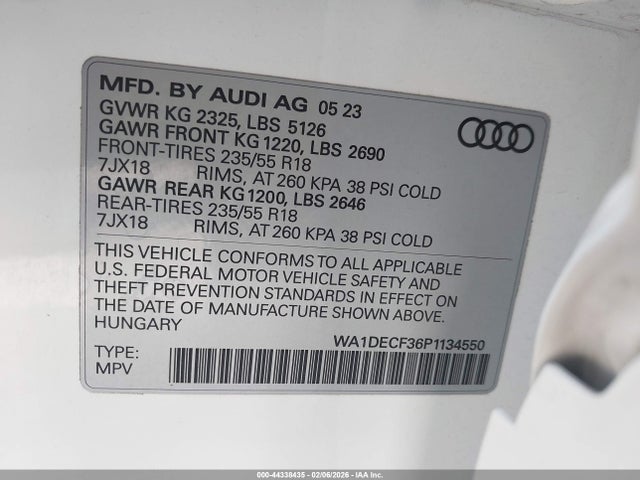 MFD. BY AUDI AG 05 23
GVWR KG 2325, LBS 5126
GAWR FRONT KG 1220, LBS 2690
FRONT-TIRES 235/55 R18
7JX18 RIMS, AT 260 KPA 38 PSI COLD
GAWR REAR KG 1200, LBS 2646
REAR-TIRES 235/55 R18
7JX18 RIMS, AT 260 KPA 38 PSI COLD
THIS VEHICLE CONFORMS TO ALL APPLICABLE
U.S. FEDERAL MOTOR VEHICLE SAFETY AND
THEFT PREVENTION STANDARDS IN EFFECT ON
THE DATE OF MANUFACTURE SHOWN ABOVE.
HUNGARY
WA1DECF36P1134550
TYPE:
MPV
000-44338435 - 02/06/2026 - IAA Inc.